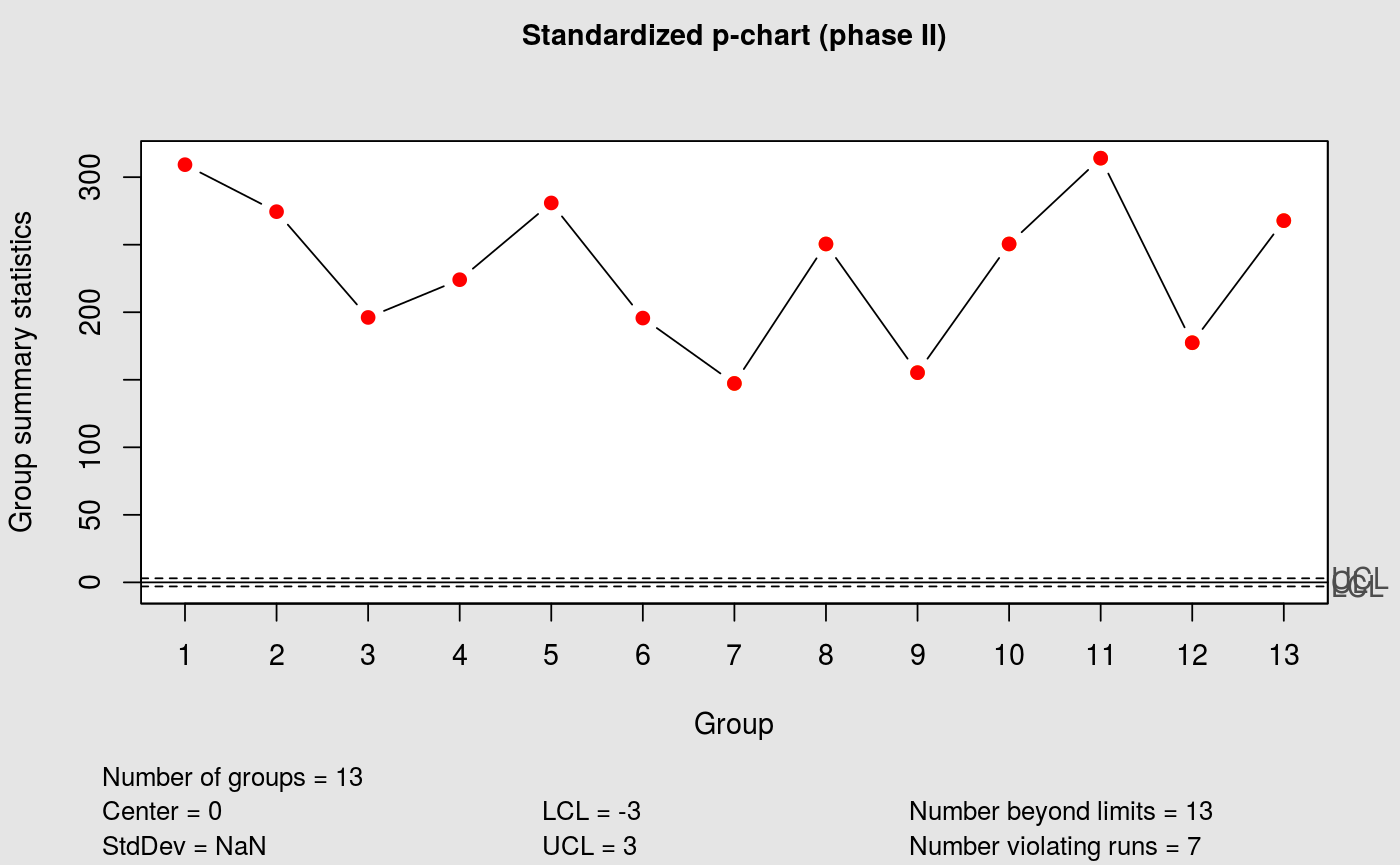 Standardized p-chart (phase II)
Group summary statistics
300
200
100
50
0
UCL
LCL
1 2 3 4 5 6 7 8 9 10 11 12 13
Group
Number of groups = 13
Center = 0 LCL = -3 Number beyond limits = 13
StdDev = NaN UCL = 3 Number violating runs = 7